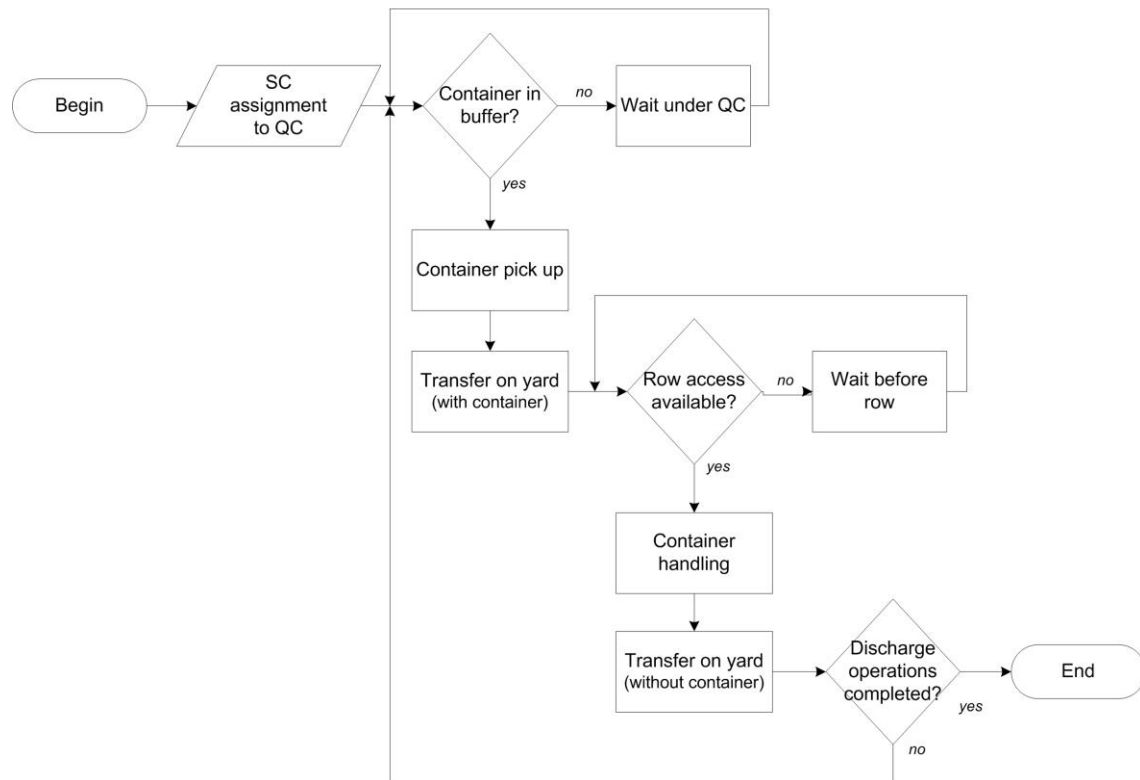 Begin
SC
assignment
to QC
Container in
buffer?
no
Wait under QC
yes
Container pick up
Transfer on yard
(with container)
Row access
available?
no
Wait before
row
yes
Container
handling
Transfer on yard
(without container)
Discharge
operations
completed?
yes
End
no